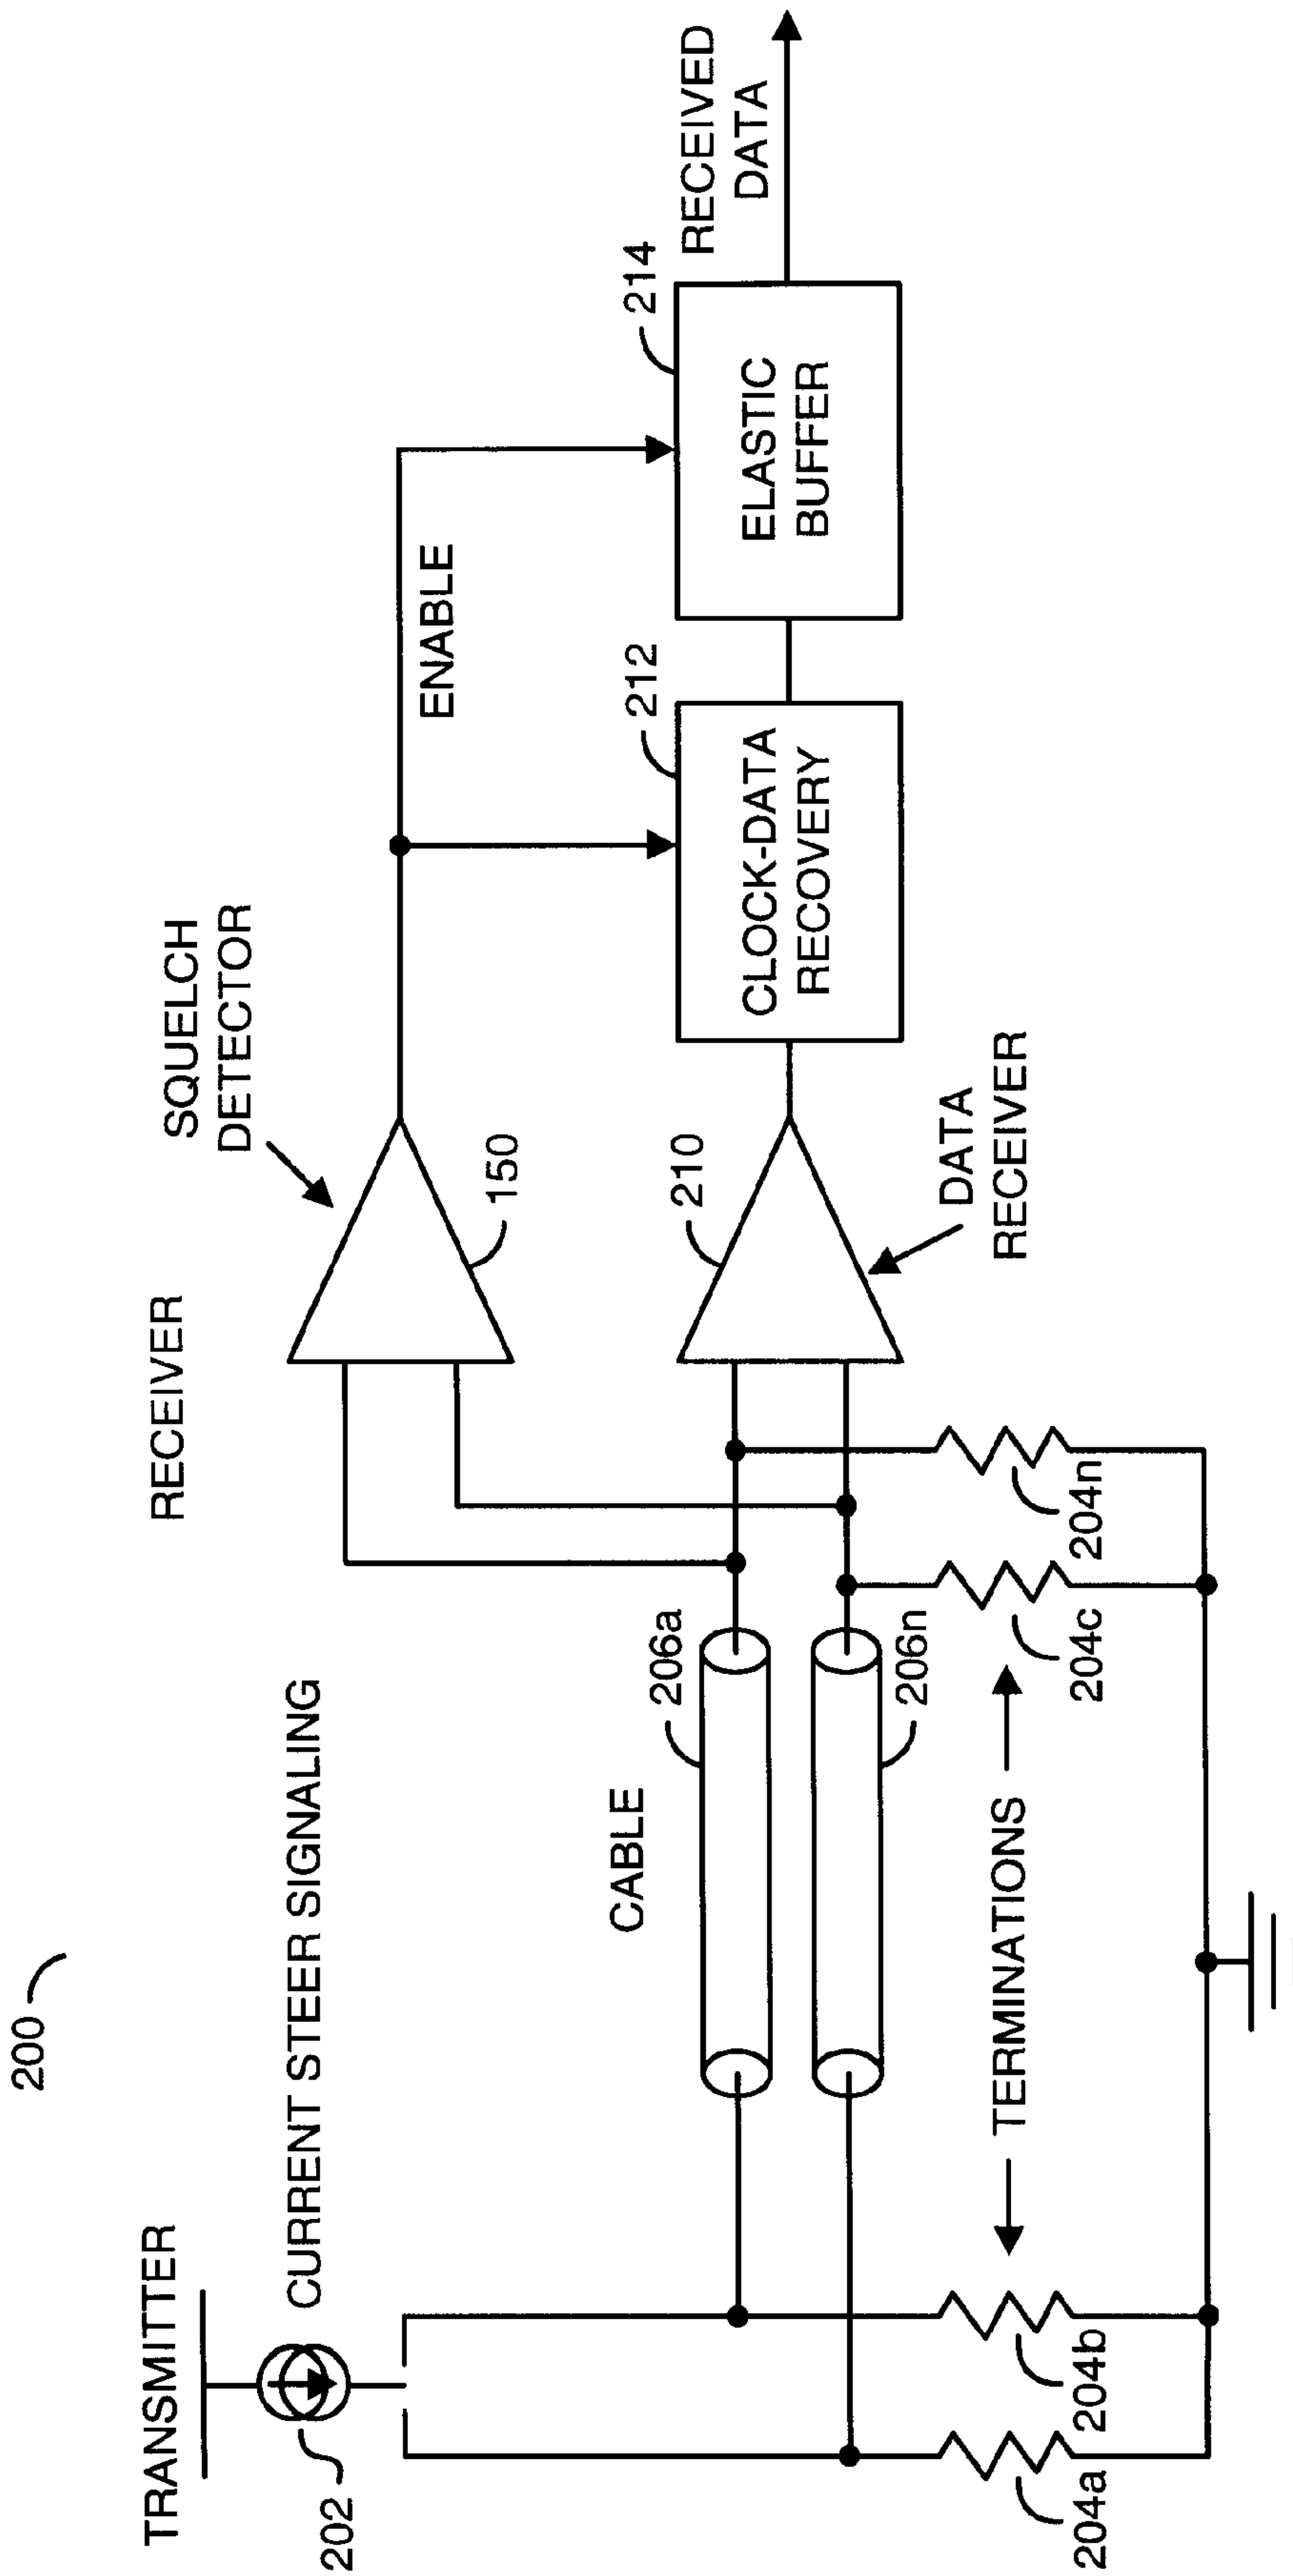 200
TRANSMITTER
CURRENT STEER SIGNALING
202
RECEIVER
SQUELCH
DETECTOR
150
ENABLE
CABLE
206a
206n
210
DATA
RECEIVER
212
CLOCK-DATA
RECOVERY
214
ELASTIC
BUFFER
RECEIVED
DATA
TERMINATIONS
204a
204b
204c
204n